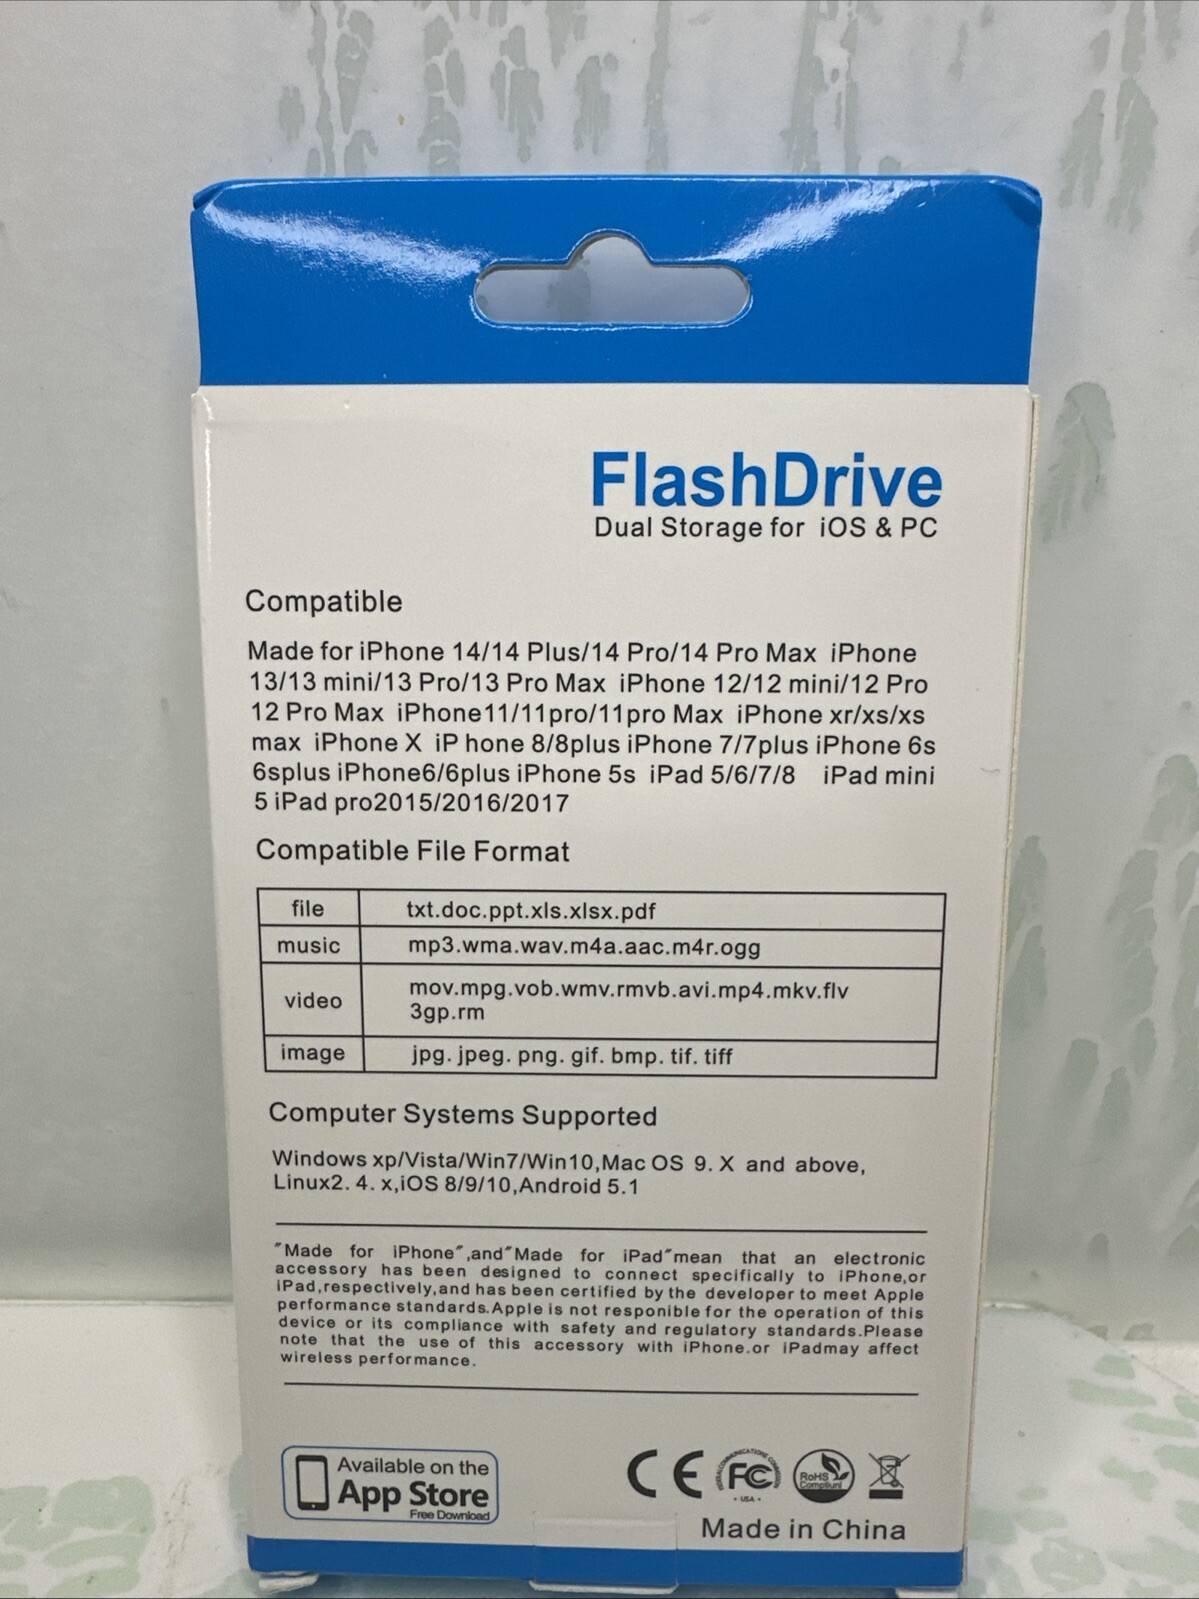 FlashDrive
Dual Storage for iOS & PC
Compatible
Made for iPhone 14/14 Plus/14 Pro/14 Pro Max iPhone
13/13 mini/13 Pro/13 Pro Max iPhone 12/12 mini/12 Pro
12 Pro Max iPhone11/11pro/11pro Max iPhone xr/xs/xs
max iPhone X iP hone 8/8plus iPhone 7/7plus iPhone 6s
6splus iPhone6/6plus iPhone 5s iPad 5/6/7/8 iPad mini
5 iPad pro2015/2016/2017
Compatible File Format
file txt.doc.ppt.xls.xlsx.pdf
music mp3.wma.wav.m4a.aac.m4r.ogg
video mov.mpg.vob.wmv.rmvb.avi.mp4.mkv.flv
3gp.rm
image jpg. jpeg. png. gif. bmp. tif. tiff
Computer Systems Supported
Windows xp/Vista/Win7/Win10,Mac OS 9. X and above,
Linux2. 4. x,iOS 8/9/10,Android 5.1
"Made for iPhone",and"Made for iPad"mean that an electronic
accessory has been designed to connect specifically to iPhone,or
iPad,respectively,and has been certified by the developer to meet Apple
performance standards.Apple is not responible for the operation of this
device or its compliance with safety and regulatory standards.Please
note that the use of this accessory with iPhone.or iPadmay affect
wireless performance.
Available on the
App Store
Free Download
CE
FC
USA
RoHS
Made in China